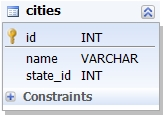 cities
id INT
name VARCHAR
state_id INT
Constraints